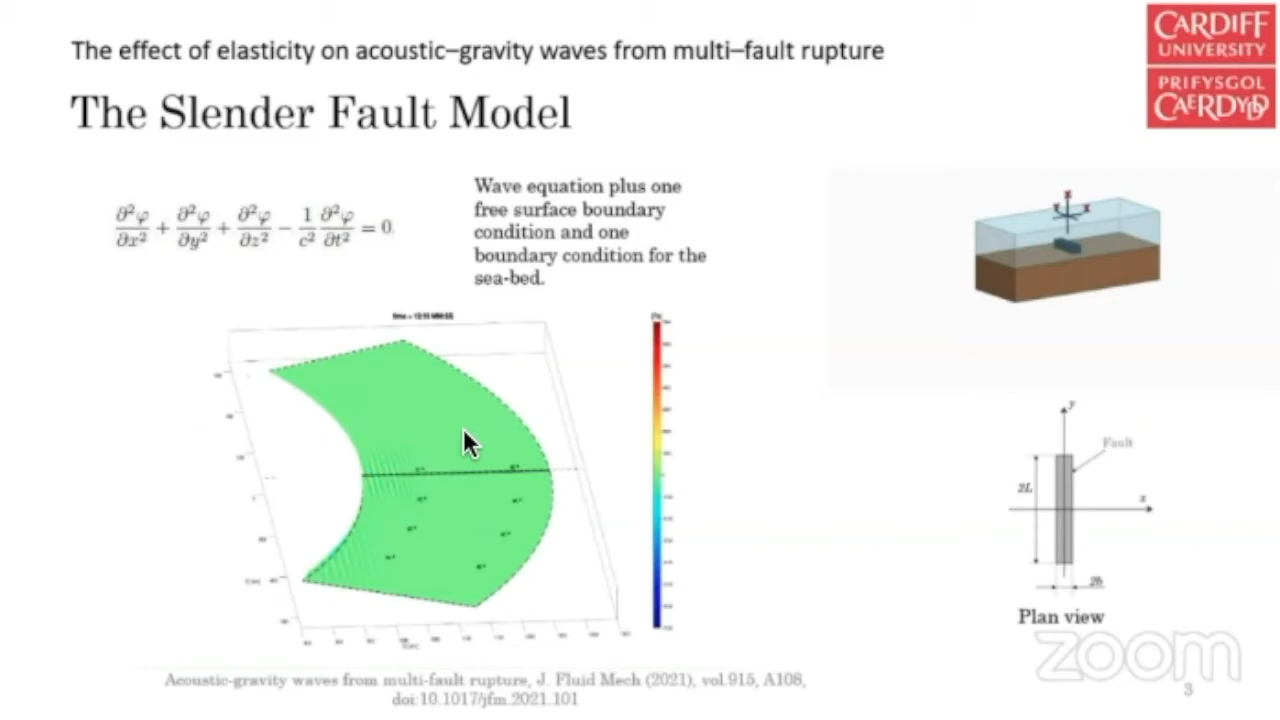 The effect of elasticity on acoustic–gravity waves from multi–fault rupture
CARDIFF
UNIVERSITY
PRIFYSGOL
CAERDYDD
The Slender Fault Model
∂²φ/∂x² + ∂²φ/∂y² + ∂²φ/∂z² − 1/c² ∂²φ/∂t² = 0.
Wave equation plus one
free surface boundary
condition and one
boundary condition for the
sea-bed.
y
Fault
2L
x
2b
Plan view
zoom
Acoustic-gravity waves from multi-fault rupture, J. Fluid Mech (2021), vol.915, A108,
doi:10.1017/jfm.2021.101
3